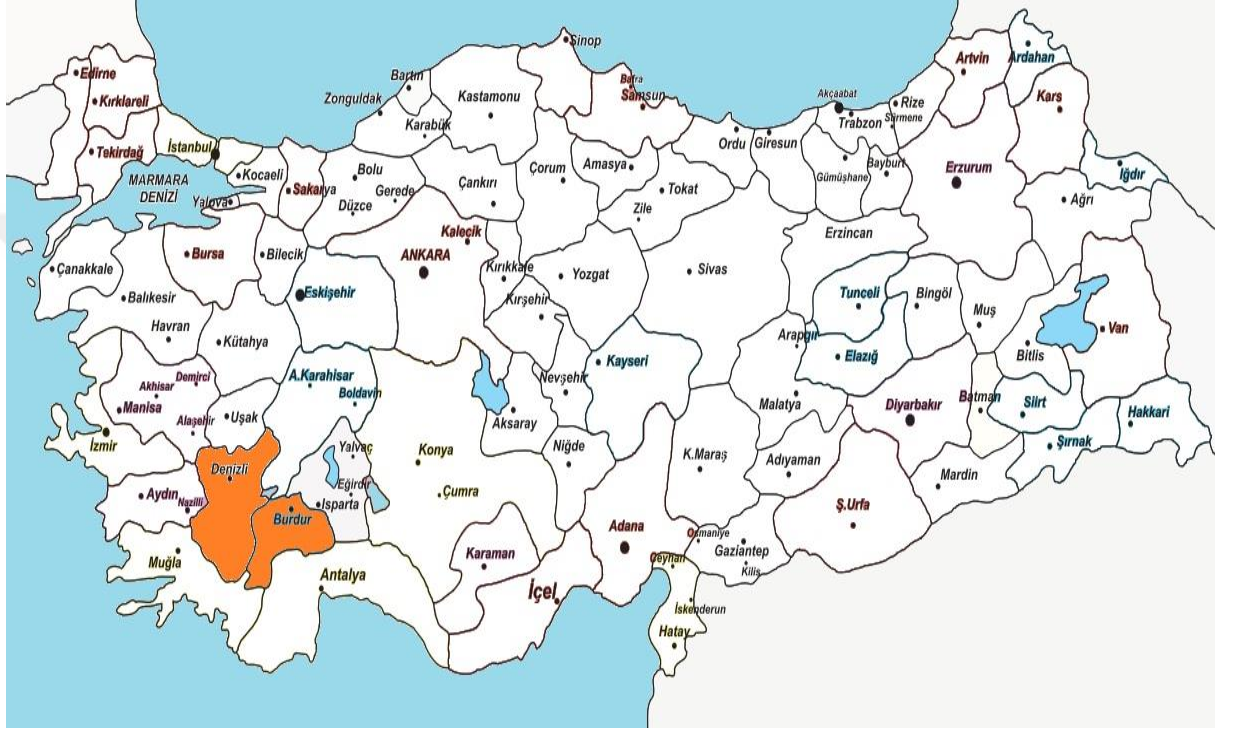 Sinop
Edirne
Kırklareli
Tekirdağ
İstanbul
MARMARA
DENİZİ
Kocaeli
Yalova
Sakarya
Zonguldak
Bartın
Karabük
Kastamonu
Bolu
Gerede
Düzce
Çankırı
Bafra
Samsun
Çorum
Amasya
Tokat
Zile
Ordu
Giresun
Akçaabat
Trabzon
Rize
Sürmene
Gümüşhane
Bayburt
Artvin
Ardahan
Kars
Erzurum
Iğdır
Ağrı
Çanakkale
Balıkesir
Bursa
Bilecik
Eskişehir
ANKARA
Kalecik
Kırıkkale
Kırşehir
Yozgat
Sivas
Erzincan
Tunceli
Bingöl
Muş
Van
Bitlis
Havran
Kütahya
Akhisar
Demirci
Manisa
Alaşehir
Uşak
İzmir
A.Karahisar
Boldavin
Nevşehir
Aksaray
Kayseri
Arapgir
Elazığ
Malatya
Diyarbakır
Batman
Siirt
Hakkari
Şırnak
Mardin
Denizli
Aydın
Nazilli
Muğla
Burdur
Yalvaç
Eğirdir
Isparta
Antalya
Konya
Çumra
Karaman
Niğde
İçel
Adana
K.Maraş
Adıyaman
Ş.Urfa
Osmaniye
Gaziantep
Kilis
Ceyhan
İskenderun
Hatay